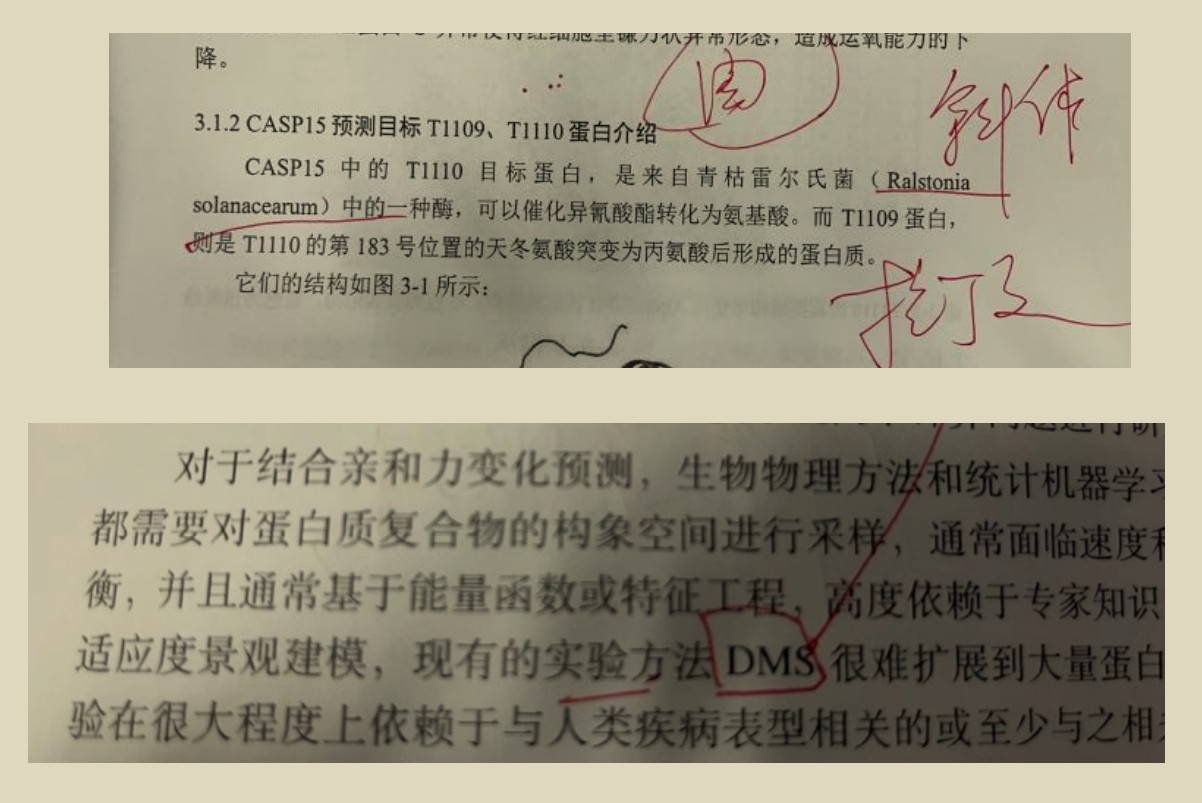 异常使得红细胞呈镰刀状异常形态，造成运氧能力的下
降。
图
斜体
3.1.2 CASP15 预测目标 T1109、T1110 蛋白介绍
CASP15 中的 T1110 目标蛋白，是来自青枯雷尔氏菌（Ralstonia
solanacearum）中的一种酶，可以催化异氰酸酯转化为氨基酸。而 T1109 蛋白，
则是 T1110 的第 183 号位置的天冬氨酸突变为丙氨酸后形成的蛋白质。
它们的结构如图 3-1 所示：
对于结合亲和力变化预测，生物物理方法和统计机器学习
都需要对蛋白质复合物的构象空间进行采样，通常面临速度和
衡，并且通常基于能量函数或特征工程，高度依赖于专家知识
适应度景观建模，现有的实验方法 DMS 很难扩展到大量蛋白
验在很大程度上依赖于与人类疾病表型相关的或至少与之相关